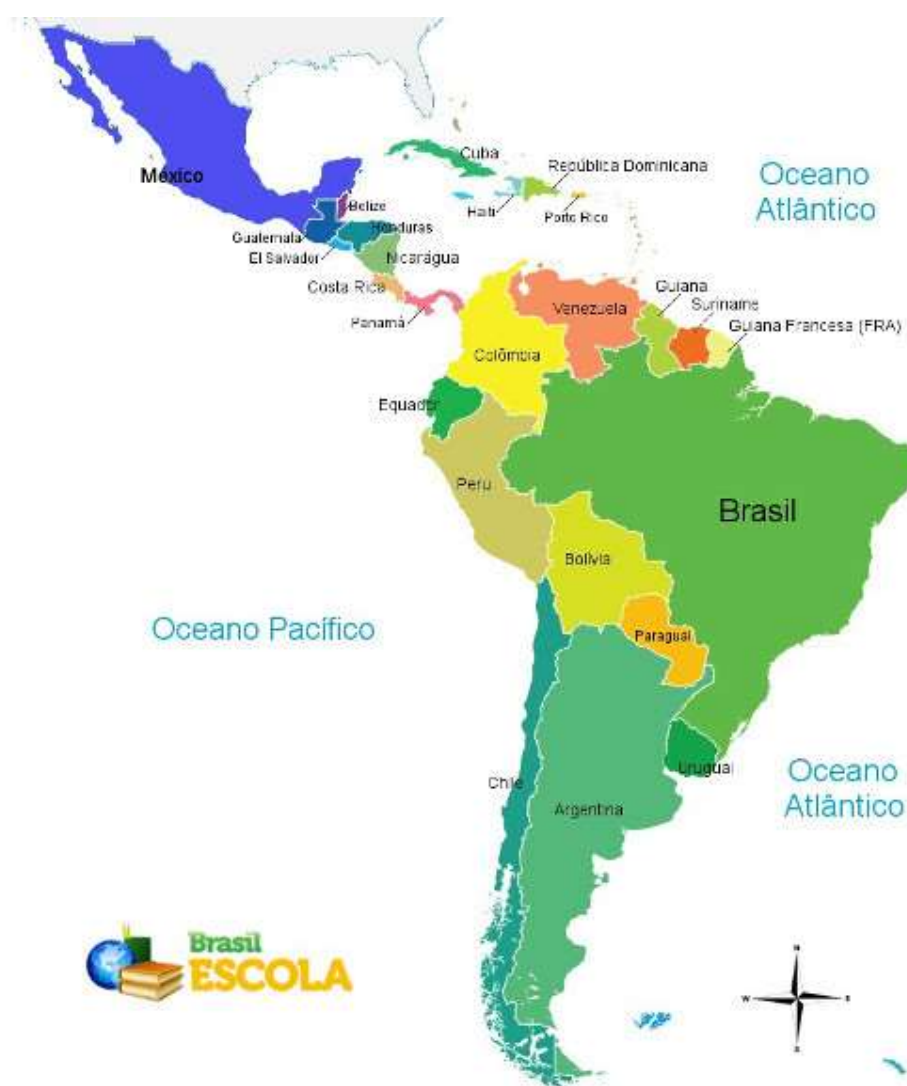 México
Cuba
República Dominicana
Oceano
Atlântico
Haiti
Porto Rico
Belize
Honduras
Guatemala
El Salvador
Nicarágua
Costa Rica
Panamá
Venezuela
Guiana
Suriname
Guiana Francesa (FRA)
Colômbia
Equador
Peru
Brasil
Bolívia
Oceano Pacífico
Paraguai
Uruguai
Chile
Argentina
Oceano
Atlântico
Brasil
ESCOLA
N
W
E
S